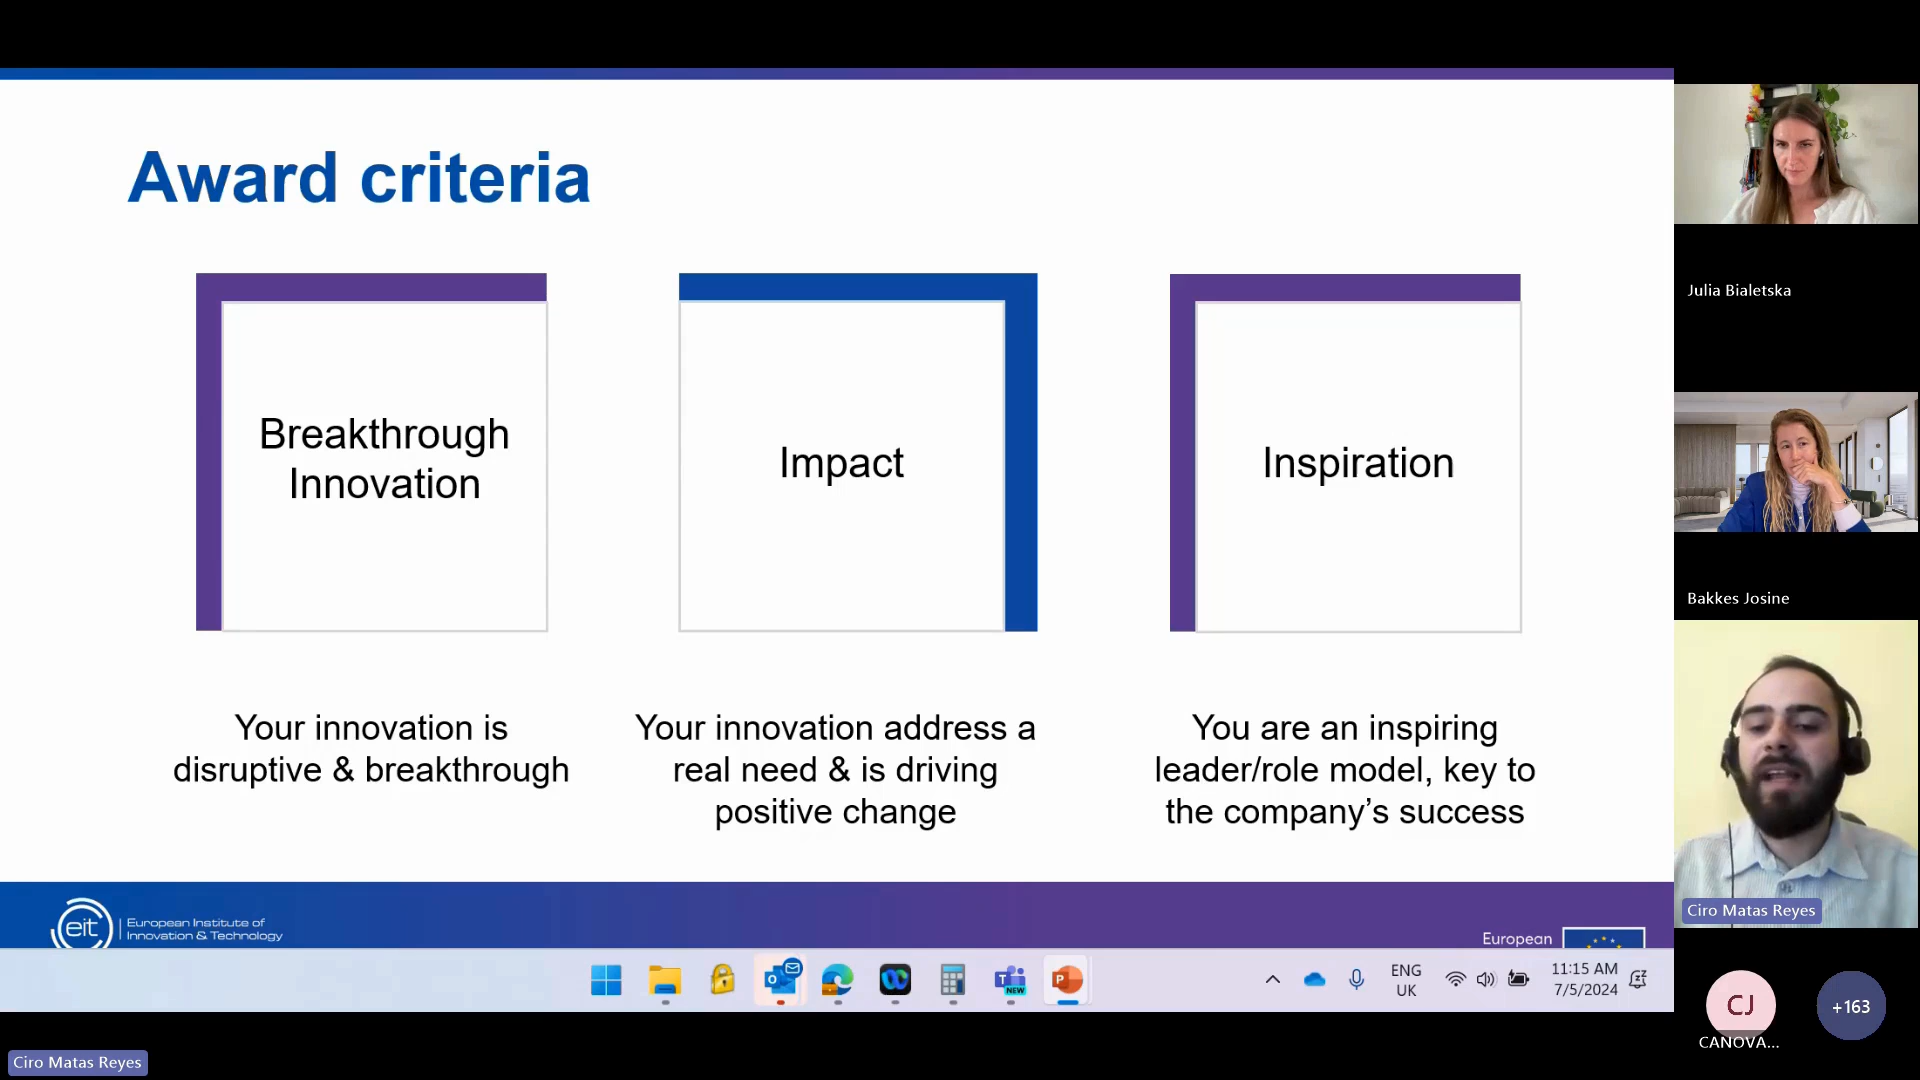 Award criteria
Breakthrough
Innovation
Impact
Inspiration
Your innovation is
disruptive & breakthrough
Your innovation address a
real need & is driving
positive change
You are an inspiring
leader/role model, key to
the company’s success
eit
European Institute of
Innovation & Technology
European
NEW
ENG
UK
11:15 AM
7/5/2024
Julia Bialetska
Bakkes Josine
Ciro Matas Reyes
CJ
CANOVA...
+163
Ciro Matas Reyes